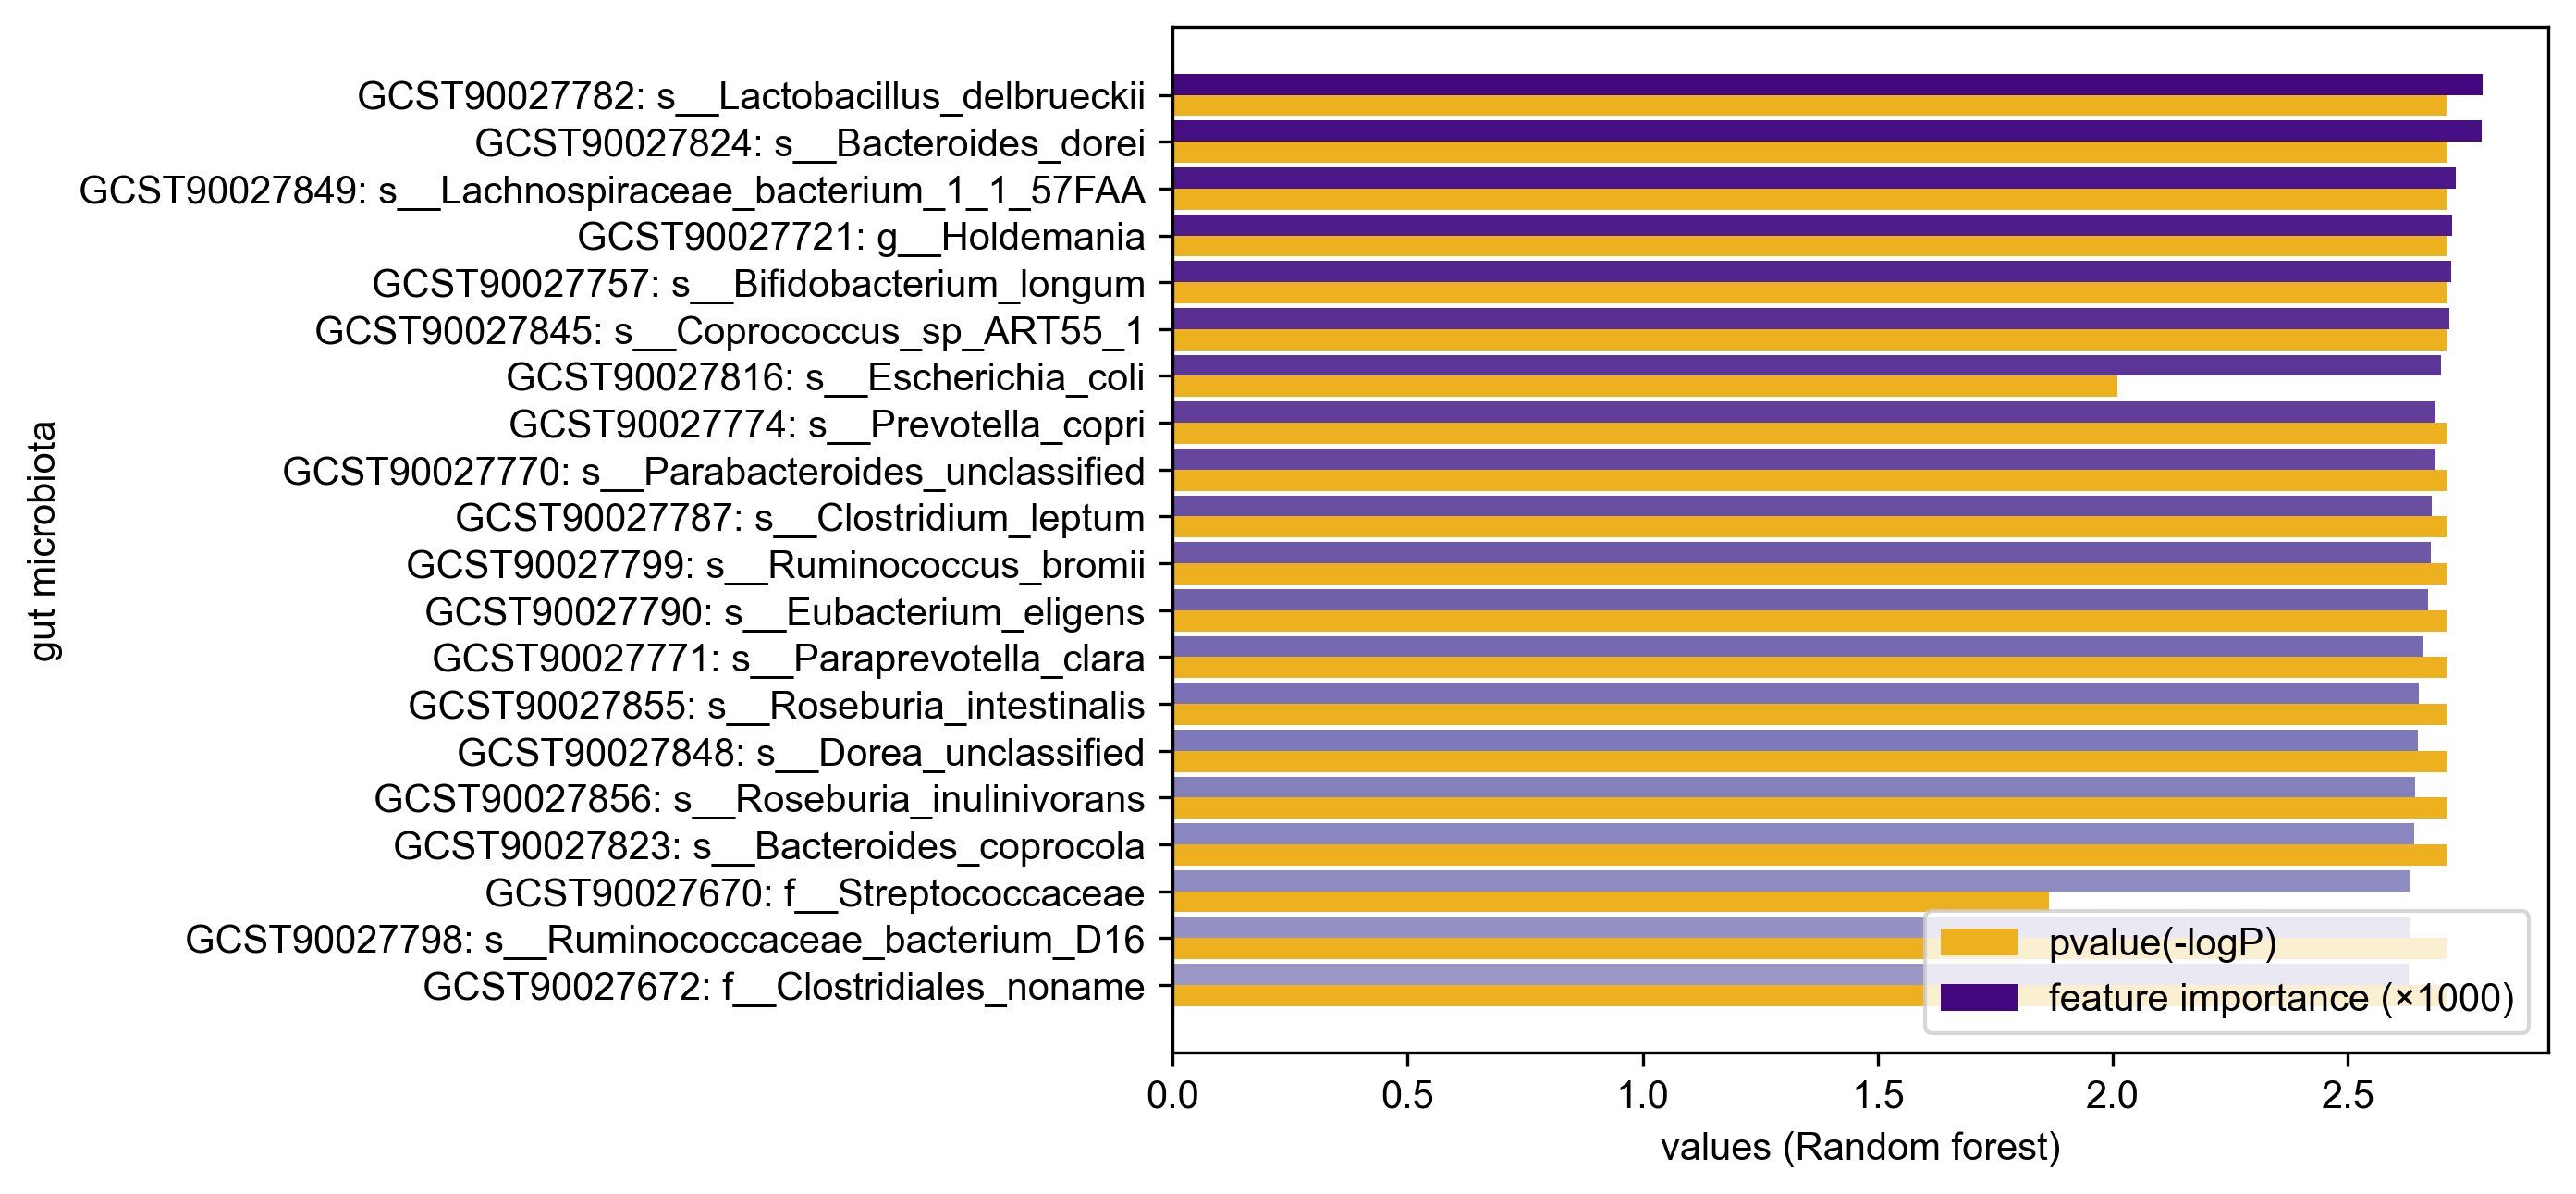 GCST90027782: s__Lactobacillus_delbrueckii
GCST90027824: s__Bacteroides_dorei
GCST90027849: s__Lachnospiraceae_bacterium_1_1_57FAA
GCST90027721: g__Holdemania
GCST90027757: s__Bifidobacterium_longum
GCST90027845: s__Coprococcus_sp_ART55_1
GCST90027816: s__Escherichia_coli
GCST90027774: s__Prevotella_copri
GCST90027770: s__Parabacteroides_unclassified
GCST90027787: s__Clostridium_leptum
GCST90027799: s__Ruminococcus_bromii
GCST90027790: s__Eubacterium_eligens
GCST90027771: s__Paraprevotella_clara
GCST90027855: s__Roseburia_intestinalis
GCST90027848: s__Dorea_unclassified
GCST90027856: s__Roseburia_inulinivorans
GCST90027823: s__Bacteroides_coprocola
GCST90027670: f__Streptococcaceae
GCST90027798: s__Ruminococcaceae_bacterium_D16
GCST90027672: f__Clostridiales_noname
gut microbiota
pvalue(-logP)
feature importance (×1000)
0.0 0.5 1.0 1.5 2.0 2.5
values (Random forest)